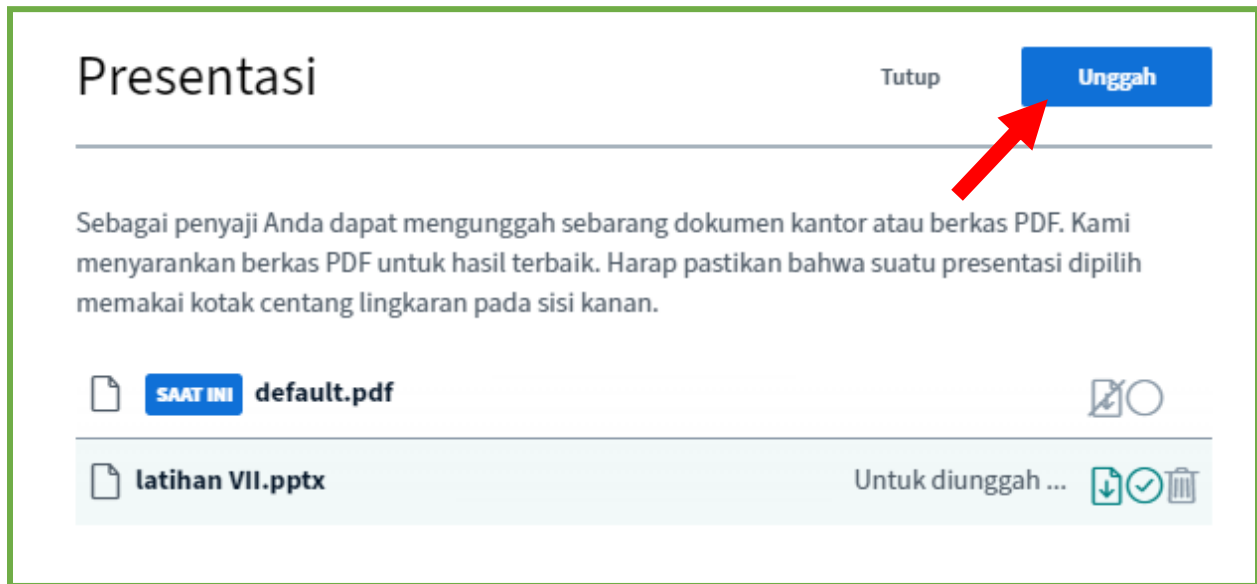 Presentasi
Tutup
Unggah
Sebagai penyaji Anda dapat mengunggah sebarang dokumen kantor atau berkas PDF. Kami
menyarankan berkas PDF untuk hasil terbaik. Harap pastikan bahwa suatu presentasi dipilih
memakai kotak centang lingkaran pada sisi kanan.
SAAT INI default.pdf
latihan VII.pptx Untuk diunggah ...